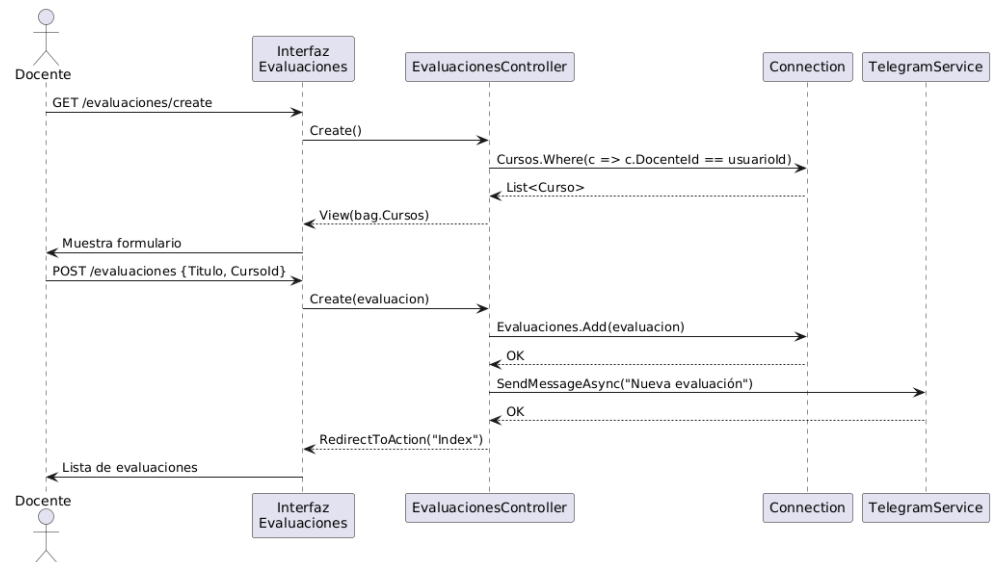 Docente
Interfaz
Evaluaciones
EvaluacionesController
Connection
TelegramService
GET /evaluaciones/create
Create()
Cursos.Where(c => c.DocenteId == usuarioId)
List<Curso>
View(bag.Cursos)
Muestra formulario
POST /evaluaciones {Titulo, CursoId}
Create(evaluacion)
Evaluaciones.Add(evaluacion)
OK
SendMessageAsync("Nueva evaluación")
OK
RedirectToAction("Index")
Lista de evaluaciones
Docente
Interfaz
Evaluaciones
EvaluacionesController
Connection
TelegramService